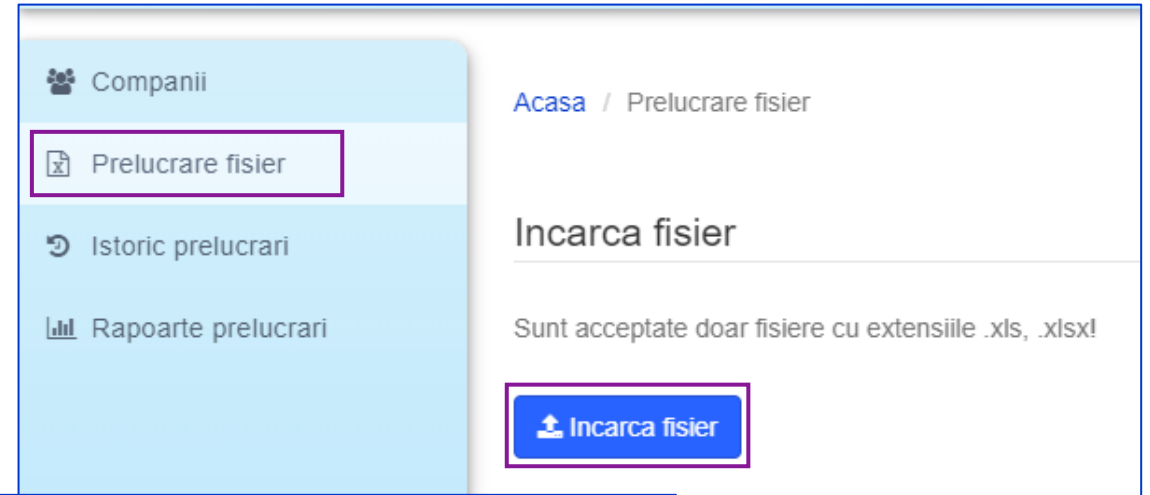 Companii
Prelucrare fisier
Istoric prelucrari
Rapoarte prelucrari
Acasa / Prelucrare fisier
Incarca fisier
Sunt acceptate doar fisiere cu extensiile .xls, .xlsx!
Incarca fisier